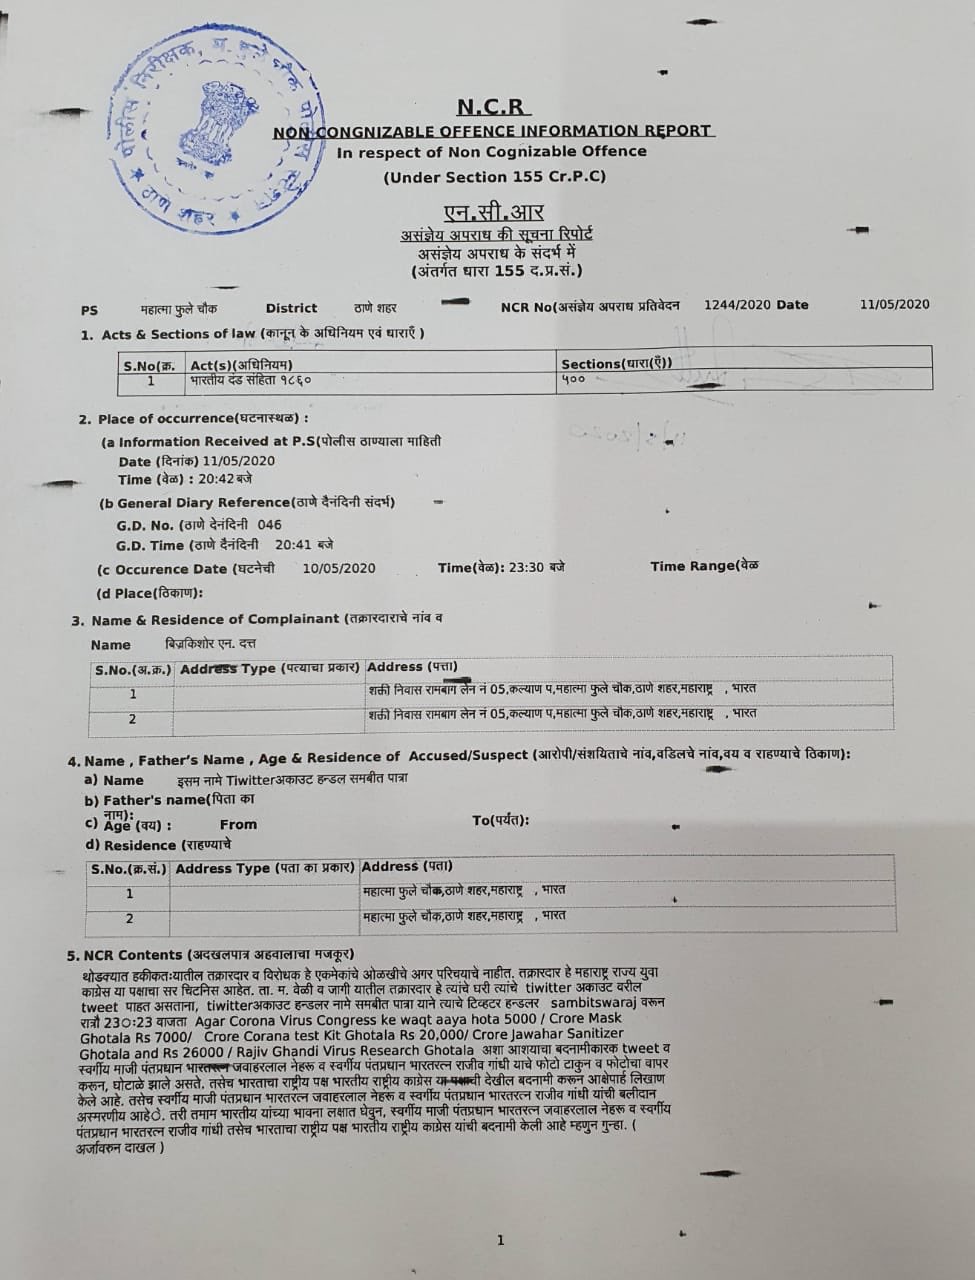 पोलीस निरीक्षक, म. फुले चौक पोलीस स्टेशन
★ ठाणे शहर ★
N.C.R
NON CONGNIZABLE OFFENCE INFORMATION REPORT
In respect of Non Cognizable Offence
(Under Section 155 Cr.P.C)
एन.सी.आर
असंज्ञेय अपराध की सूचना रिपोर्ट
असंज्ञेय अपराध के संदर्भ में
(अंतर्गत धारा 155 द.प्र.सं.)
PS महात्मा फुले चौक District ठाणे शहर NCR No(असंज्ञेय अपराध प्रतिवेदन 1244/2020 Date 11/05/2020
1. Acts & Sections of law (कानून के अधिनियम एवं धाराएँ )
S.No(क्र. Act(s)(अधिनियम) Sections(धारा(एँ))
1 भारतीय दंड संहिता १८६० ५००
2. Place of occurrence(घटनास्थळ) :
(a Information Received at P.S(पोलीस ठाण्याला माहिती
Date (दिनांक) 11/05/2020
Time (वेळ) : 20:42 बजे
(b General Diary Reference(ठाणे दैनंदिनी संदर्भ)
G.D. No. (ठाणे देनंदिनी 046
G.D. Time (ठाणे दैनंदिनी 20:41 बजे
(c Occurence Date (घटनेची 10/05/2020 Time(वेळ): 23:30 बजे Time Range(वेळ
(d Place(ठिकाण):
3. Name & Residence of Complainant (तक्रारदाराचे नांव व
Name बिज्रकिशोर एन. दत्त
S.No.(अ.क्र.) Address Type (पत्याचा प्रकार) Address (पत्ता)
1 शक्ती निवास रामबाग लेन नं 05,कल्याण प,महात्मा फुले चौक,ठाणे शहर,महाराष्ट्र , भारत
2 शक्ती निवास रामबाग लेन नं 05,कल्याण प,महात्मा फुले चौक,ठाणे शहर,महाराष्ट्र , भारत
4. Name , Father's Name , Age & Residence of Accused/Suspect (आरोपी/संशयिताचे नांव,वडिलचे नांव,वय व राहण्याचे ठिकाण):
a) Name इसम नामे Tiwitterअकाउट हन्डल समबीत पात्रा
b) Father's name(पिता का
नाम):
c) Age (वय) : From To(पर्यंत):
d) Residence (राहण्याचे
S.No.(क्र.सं.) Address Type (पता का प्रकार) Address (पता)
1 महात्मा फुले चौक,ठाणे शहर,महाराष्ट्र , भारत
2 महात्मा फुले चौक,ठाणे शहर,महाराष्ट्र , भारत
5. NCR Contents (अदखलपात्र अहवालाचा मजकूर)
थोडक्यात हकीकतःयातील तक्रारदार व विरोधक हे एकमेकांचे ओळखीचे अगर परिचयाचे नाहीत. तक्रारदार हे महाराष्ट्र राज्य युवा
काग्रेस या पक्षाचा सर चिटनिस आहेत. ता. म. वेळी व जागी यातील तक्रारदार हे त्यांचे घरी त्यांचे tiwitter अकाउट वरील
tweet पाहत असताना, tiwitterअकाउट हन्डलर नामे समबीत पात्रा याने त्याचे टिव्हटर हन्डलर sambitswaraj वरून
रात्रौ 23०:23 वाजता Agar Corona Virus Congress ke waqt aaya hota 5000 / Crore Mask
Ghotala Rs 7000/ Crore Corana test Kit Ghotala Rs 20,000/ Crore Jawahar Sanitizer
Ghotala and Rs 26000 / Rajiv Ghandi Virus Research Ghotala अशा आशयाचा बदनामीकारक tweet व
स्वर्गीय माजी पंतप्रधान भारतरत्न जवाहरलाल नेहरू व स्वर्गीय पंतप्रधान भारतरत्न राजीव गांधी याचे फोटो टाकुन व फोटोचा वापर
करून, घोटाळे झाले असते. तसेच भारताचा राष्ट्रीय पक्ष भारतीय राष्ट्रीय काग्रेस या पक्षाची देखील बदनामी करून आक्षेपार्ह लिखाण
केले आहे. तसेच स्वर्गीय माजी पंतप्रधान भारतरत्न जवाहरलाल नेहरू व स्वर्गीय पंतप्रधान भारतरत्न राजीव गांधी यांची बलीदान
अस्मरणीय आहेे. तरी तमाम भारतीय यांच्या भावना लक्षात घेवुन, स्वर्गीय माजी पंतप्रधान भारतरत्न जवाहरलाल नेहरू व स्वर्गीय
पंतप्रधान भारतरत्न राजीव गांधी तसेच भारताचा राष्ट्रीय पक्ष भारतीय राष्ट्रीय काग्रेस यांची बदनामी केली आहे म्हणुन गुन्हा. (
अर्जावरुन दाखल )
1